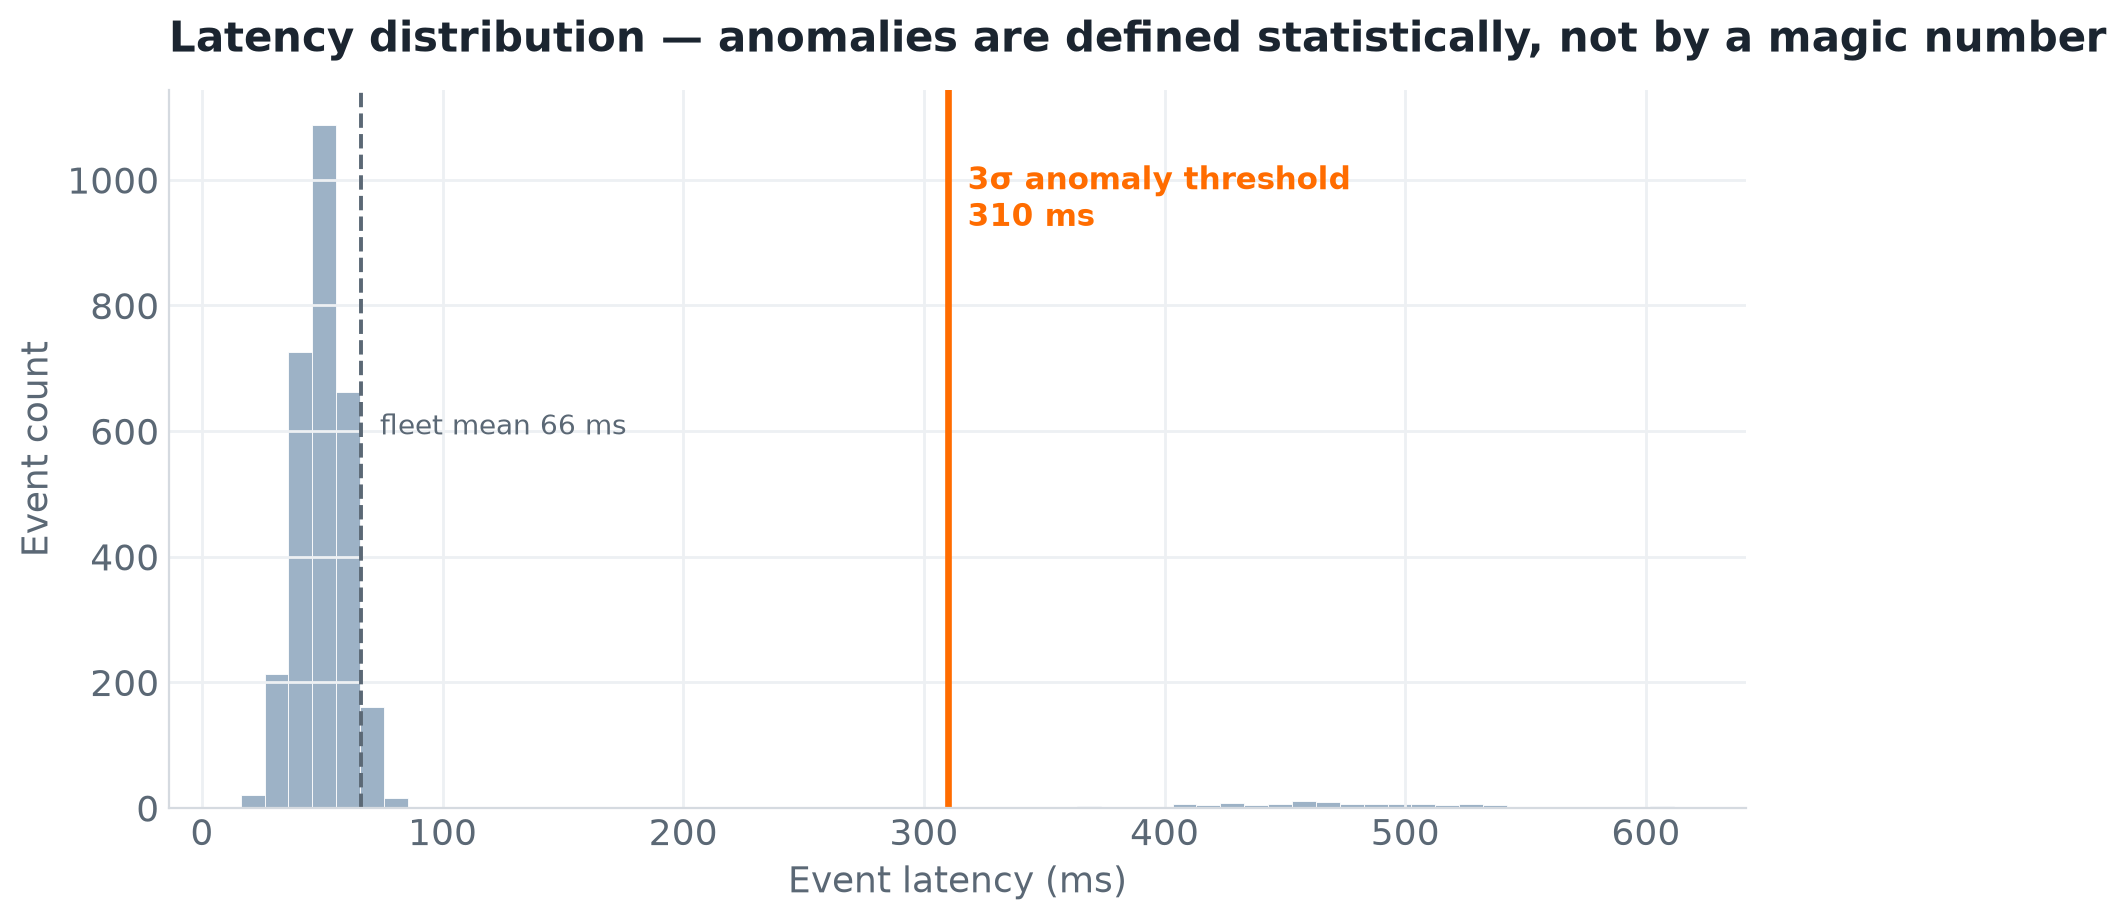 Latency distribution — anomalies are defined statistically, not by a magic number
1000
800
600
400
200
0
Event count
3σ anomaly threshold
310 ms
fleet mean 66 ms
0 100 200 300 400 500 600
Event latency (ms)